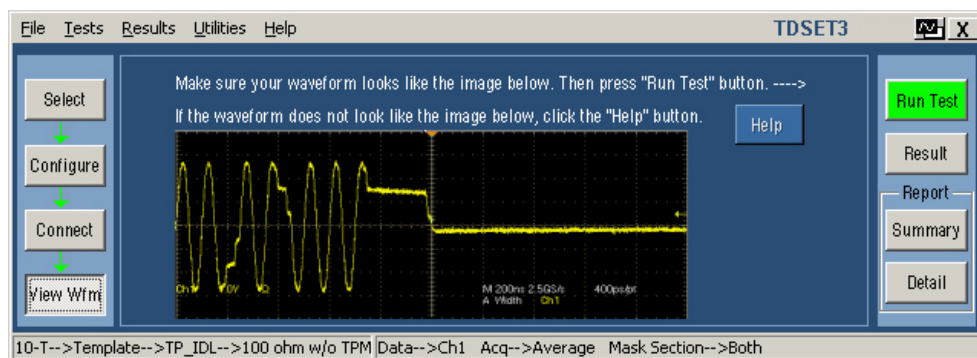 File Tests Results Utilities Help TDSET3 X
Make sure your waveform looks like the image below. Then press "Run Test" button. ---->
If the waveform does not look like the image below, click the "Help" button.
Help
Select
Configure
Connect
View Wfm
M 200ns 2.5GS/s 400ps/pt
A Width Ch1
Run Test
Result
Report
Summary
Detail
10-T-->Template-->TP_IDL-->100 ohm w/o TPM Data-->Ch1 Acq-->Average Mask Section-->Both